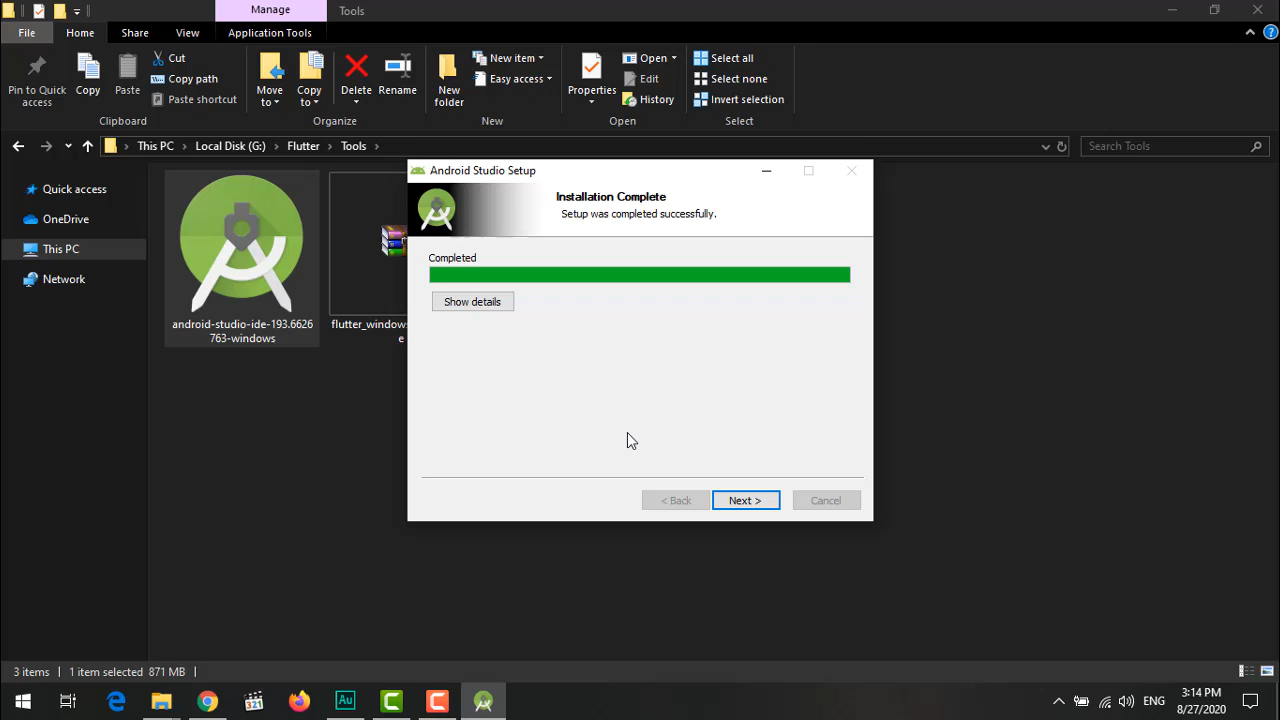 Manage
Tools
File
Home
Share
View
Application Tools
Pin to Quick
access
Copy
Paste
Cut
Copy path
Paste shortcut
Clipboard
Move
to
Copy
to
Delete
Rename
Organize
New
folder
New item
Easy access
New
Properties
Open
Edit
History
Open
Select all
Select none
Invert selection
Select
This PC
Local Disk (G:)
Flutter
Tools
Search Tools
Quick access
OneDrive
This PC
Network
android-studio-ide-193.6626
763-windows
flutter_windows
e
Android Studio Setup
Installation Complete
Setup was completed successfully.
Completed
Show details
< Back
Next >
Cancel
3 items
1 item selected 871 MB
321
Au
ENG
3:14 PM
8/27/2020